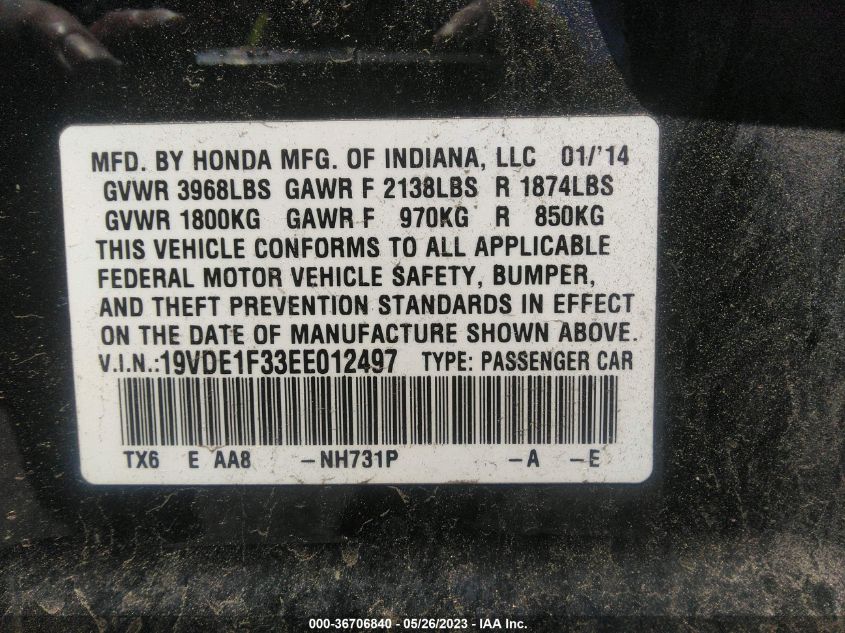 MFD. BY HONDA MFG. OF INDIANA, LLC 01/'14
GVWR 3968LBS GAWR F 2138LBS R 1874LBS
GVWR 1800KG GAWR F 970KG R 850KG
THIS VEHICLE CONFORMS TO ALL APPLICABLE
FEDERAL MOTOR VEHICLE SAFETY, BUMPER,
AND THEFT PREVENTION STANDARDS IN EFFECT
ON THE DATE OF MANUFACTURE SHOWN ABOVE.
V.I.N.:19VDE1F33EE012497 TYPE: PASSENGER CAR
TX6 E AA8 -NH731P -A -E
000-36706840 - 05/26/2023 - IAA Inc.